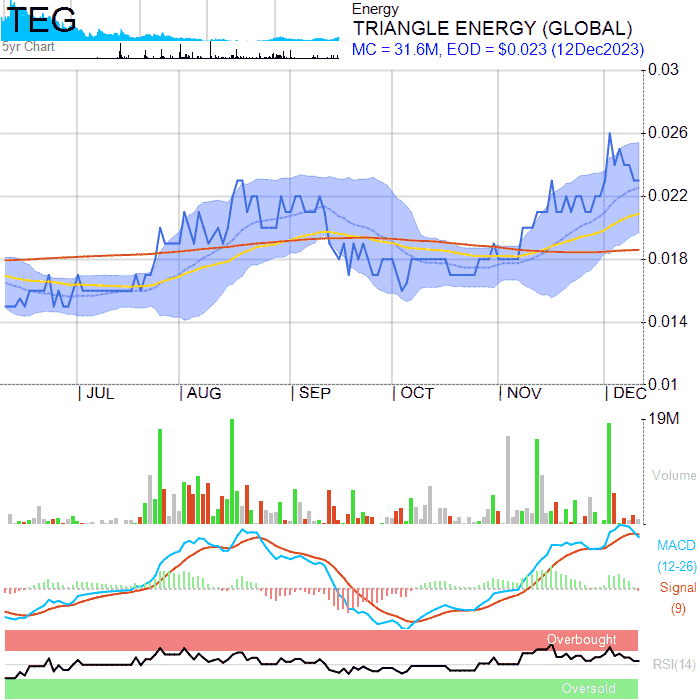 TEG
5yr Chart
Energy
TRIANGLE ENERGY (GLOBAL)
MC = 31.6M, EOD = $0.023 (12Dec2023)
0.03
0.026
0.022
0.018
0.014
0.01
JUL AUG SEP OCT NOV DEC
19M
Volume
MACD
(12-26)
Signal
(9)
Overbought
RSI(14)
Oversold